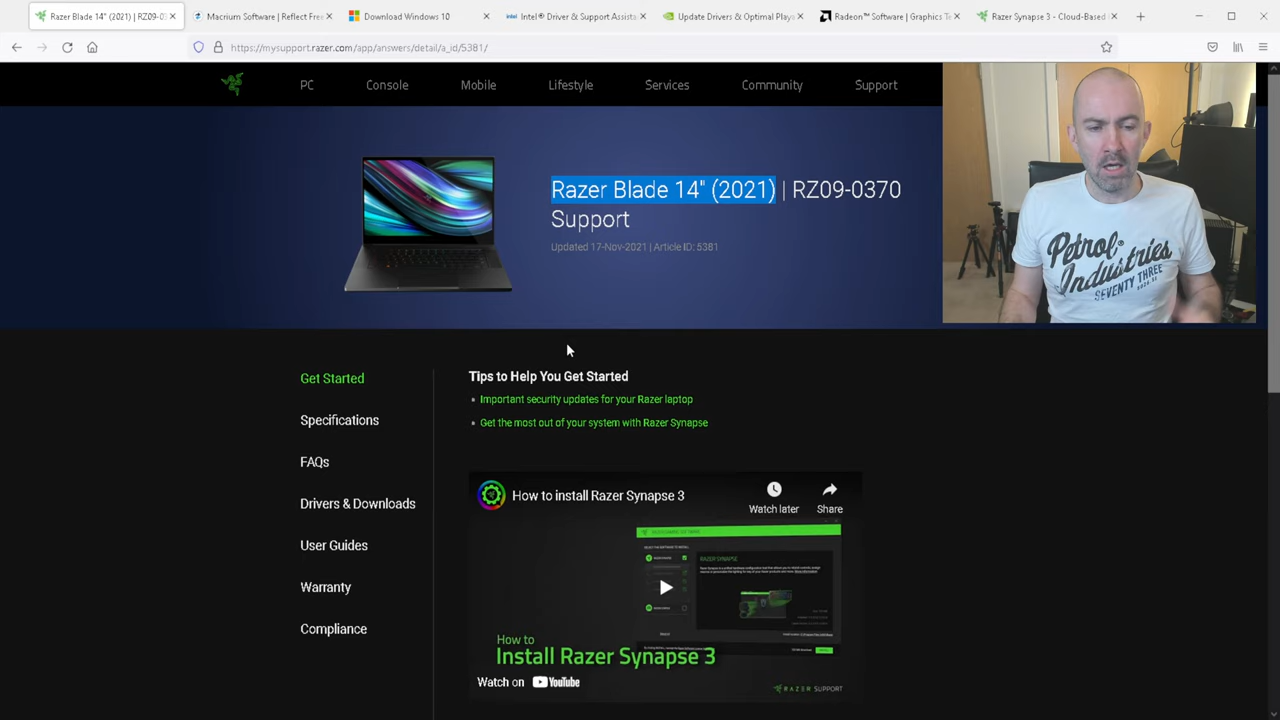 Razer Blade 14" (2021) | RZ09-03
Macrium Software | Reflect Free
Download Windows 10
Intel® Driver & Support Assista
Update Drivers & Optimal Playa
Radeon™ Software | Graphics Te
Razer Synapse 3 - Cloud-Based
https://mysupport.razer.com/app/answers/detail/a_id/5381/
PC
Console
Mobile
Lifestyle
Services
Community
Support
Razer Blade 14" (2021) | RZ09-0370
Support
Updated 17-Nov-2021 | Article ID: 5381
Petrol
Industries
SEVENTY THREE
Get Started
Specifications
FAQs
Drivers & Downloads
User Guides
Warranty
Compliance
Tips to Help You Get Started
Important security updates for your Razer laptop
Get the most out of your system with Razer Synapse
How to install Razer Synapse 3
Watch later
Share
RAZER SYNAPSE
How to
Install Razer Synapse 3
Watch on YouTube
RAZER SUPPORT